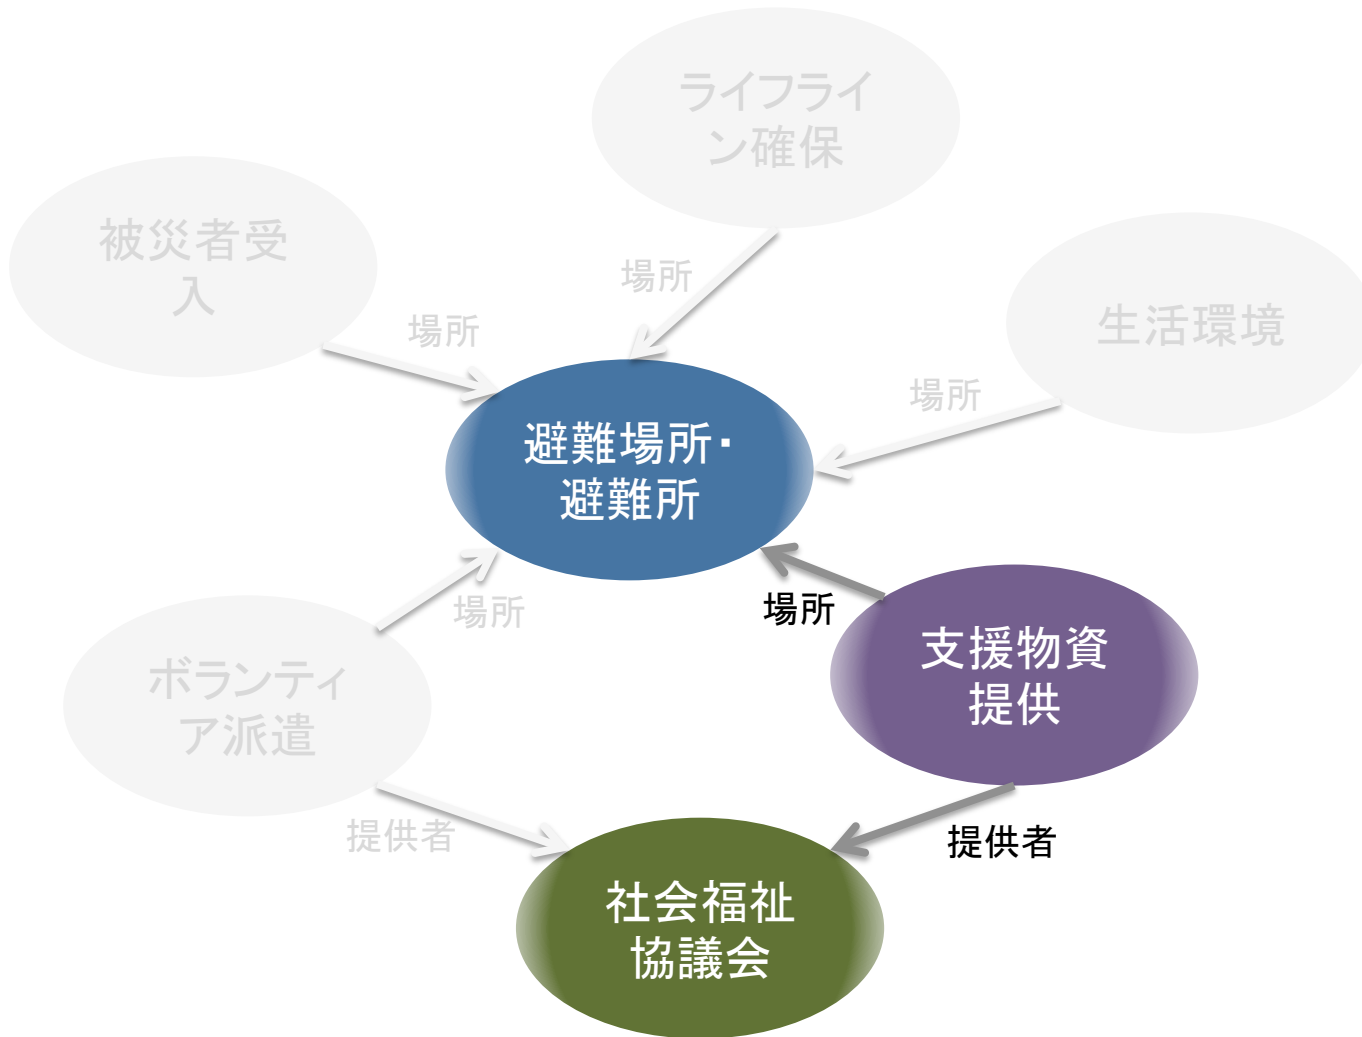 ライフライ
ン確保
被災者受
入
場所
場所
生活環境
場所
避難場所・
避難所
場所
場所
支援物資
提供
ボランティ
ア派遣
提供者
提供者
社会福祉
協議会